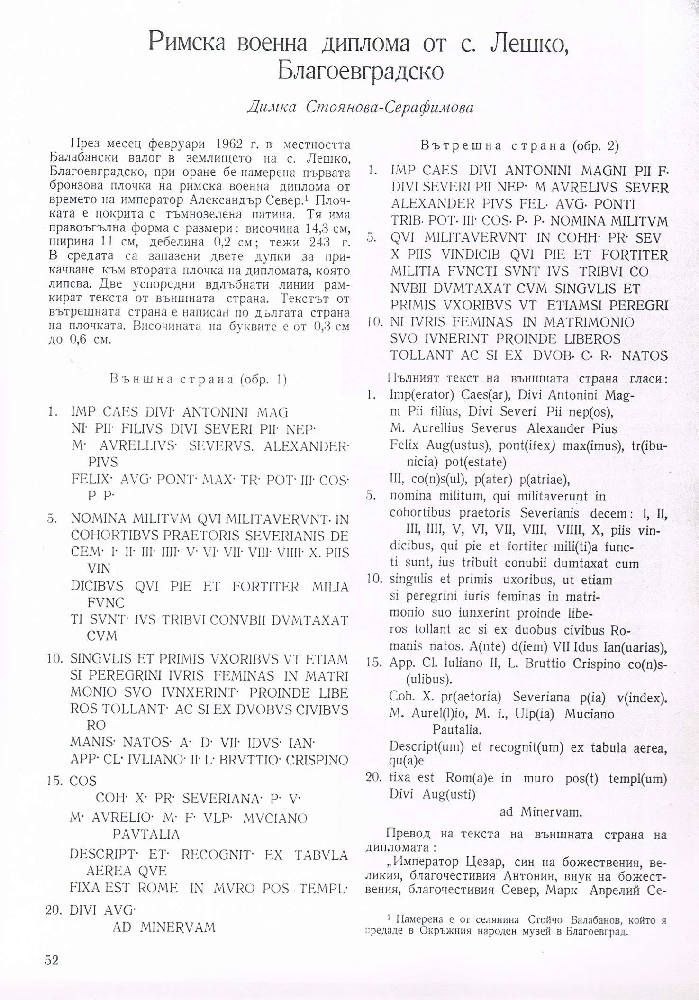 Римска военна диплома от с. Лешко,
Благоевградско
Димка Стоянова-Серафимова
През месец февруари 1962 г. в местността
Балабански валог в землището на с. Лешко,
Благоевградско, при оране бе намерена първата
бронзова плочка на римска военна диплома от
времето на император Александър Север.¹ Плоч-
ката е покрита с тъмнозелена патина. Тя има
правоъгълна форма с размери: височина 14,3 см,
ширина 11 см, дебелина 0,2 см; тежи 243 г.
В средата са запазени двете дупки за при-
качване към втората плочка на дипломата, която
липсва. Две успоредни вдлъбнати линии рам-
кират текста от външната страна. Текстът от
вътрешната страна е написан по дългата страна
на плочката. Височината на буквите е от 0,3 см
до 0,6 см.
Външна страна (обр. 1)
1. IMP CAES DIVI· ANTONINI MAG
NI· PII· FILIVS DIVI SEVERI PII· NEP·
M· AVRELLIVS· SEVERVS. ALEXANDER·
PIVS
FELIX· AVG· PONT· MAX· TR· POT· III· COS·
P P·
5. NOMINA MILITVM QVI MILITAVERVNT· IN
COHORTIBVS PRAETORIS SEVERIANIS DE
CEM· I· II· III· IIII· V· VI· VII· VIII· VIIII· X. PIIS
VIN
DICIBVS QVI PIE ET FORTITER MILIA
FVNC
TI SVNT· IVS TRIBVI CONVBII DVMTAXAT
CVM
10. SINGVLIS ET PRIMIS VXORIBVS VT ETIAM
SI PEREGRINI IVRIS FEMINAS IN MATRI
MONIO SVO IVNXERINT· PROINDE LIBE
ROS TOLLANT· AC SI EX DVOBVS CIVIBVS
RO
MANIS· NATOS· A· D· VII· IDVS· IAN·
APP· CL· IVLIANO· II· L· BRVTTIO· CRISPINO
15. COS
COH· X· PR· SEVERIANA· P· V·
M· AVRELIO· M· F· VLP· MVCIANO
PAVTALIA
DESCRIPT· ET· RECOGNIT· EX TABVLA
AEREA QVE
FIXA EST ROME IN MVRO POS TEMPL·
20. DIVI AVG·
AD MINERVAM
52
Вътрешна страна (обр. 2)
1. IMP CAES DIVI ANTONINI MAGNI PII F·
DIVI SEVERI PII NEP· M AVRELIVS SEVER
ALEXANDER PIVS FEL· AVG· PONTI
TRIB· POT· III· COS· P· P· NOMINA MILITVM
5. QVI MILITAVERVNT IN COHH· PR· SEV
X PIIS VINDICIB QVI PIE ET FORTITER
MILITIA FVNCTI SVNT IVS TRIBVI CO
NVBII DVMTAXAT CVM SINGVLIS ET
PRIMIS VXORIBVS VT ETIAMSI PEREGRI
10. NI IVRIS FEMINAS IN MATRIMONIO
SVO IVNERINT PROINDE LIBEROS
TOLLANT AC SI EX DVOB· C· R· NATOS
Пълният текст на външната страна гласи:
1. Imp(erator) Caes(ar), Divi Antonini Mag-
ni Pii filius, Divi Severi Pii nep(os),
M. Aurellius Severus Alexander Pius
Felix Aug(ustus), pont(ifex) max(imus), tr(ibu-
nicia) pot(estate)
III, co(n)s(ul), p(ater) p(atriae),
5. nomina militum, qui militaverunt in
cohortibus praetoris Severianis decem: I, II,
III, IIII, V, VI, VII, VIII, VIIII, X, piis vin-
dicibus, qui pie et fortiter mili(ti)a func-
ti sunt, ius tribuit conubii dumtaxat cum
10. singulis et primis uxoribus, ut etiam
si peregrini iuris feminas in matri-
monio suo iunxerint proinde libe-
ros tollant ac si ex duobus civibus Ro-
manis natos. A(nte) d(iem) VII Idus Ian(uarias),
15. App. Cl. Iuliano II, L. Bruttio Crispino co(n)s-
(ulibus).
Coh. X. pr(aetoria) Severiana p(ia) v(index).
M. Aurel(l)io, M. f., Ulp(ia) Muciano
Pautalia.
Descript(um) et recognit(um) ex tabula aerea,
qu(a)e
20. fixa est Rom(a)e in muro pos(t) templ(um)
Divi Aug(usti)
ad Minervam.
Превод на текста на външната страна на
дипломата:
„Император Цезар, син на божествения, ве-
ликия, благочестивия Антонин, внук на божест-
вения, благочестивия Север, Марк Аврелий Се-
¹ Намерена е от селянина Стойчо Балабанов, който я
предаде в Окръжния народен музей в Благоевград.